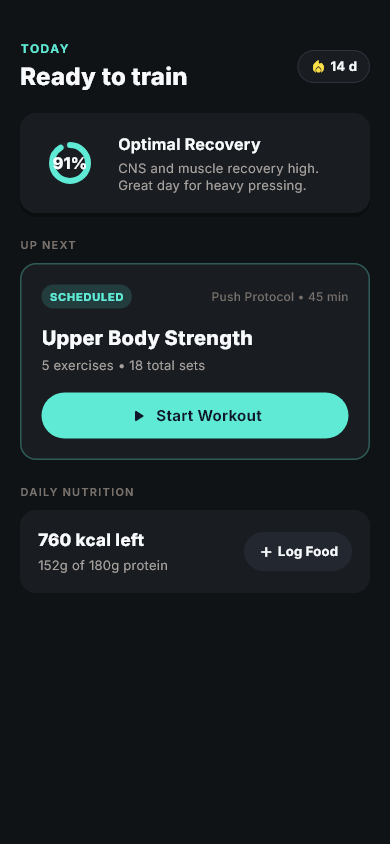 TODAY
Ready to train
14 d
91%
Optimal Recovery
CNS and muscle recovery high.
Great day for heavy pressing.
UP NEXT
SCHEDULED
Push Protocol • 45 min
Upper Body Strength
5 exercises • 18 total sets
Start Workout
DAILY NUTRITION
760 kcal left
152g of 180g protein
+ Log Food